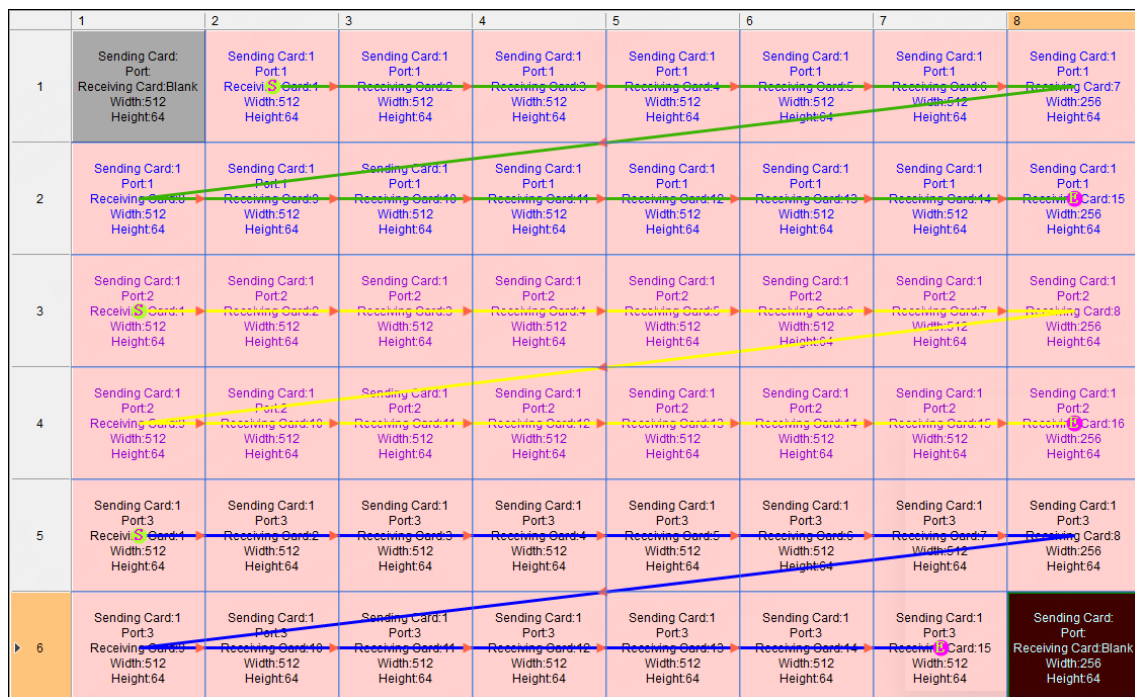 1 2 3 4 5 6 7 8
Sending Card: Sending Card:1 Sending Card:1 Sending Card:1 Sending Card:1 Sending Card:1 Sending Card:1 Sending Card:1
Port: Port:1 Port:1 Port:1 Port:1 Port:1 Port:1 Port:1
1 Receiving Card:Blank Receiving Card:1 Receiving Card:2 Receiving Card:3 Receiving Card:4 Receiving Card:5 Receiving Card:6 Receiving Card:7
Width:512 Width:512 Width:512 Width:512 Width:512 Width:512 Width:512 Width:256
Height:64 Height:64 Height:64 Height:64 Height:64 Height:64 Height:64 Height:64
Sending Card:1 Sending Card:1 Sending Card:1 Sending Card:1 Sending Card:1 Sending Card:1 Sending Card:1 Sending Card:1
Port:1 Port:1 Port:1 Port:1 Port:1 Port:1 Port:1 Port:1
2 Receiving Card:8 Receiving Card:9 Receiving Card:10 Receiving Card:11 Receiving Card:12 Receiving Card:13 Receiving Card:14 Receiving Card:15
Width:512 Width:512 Width:512 Width:512 Width:512 Width:512 Width:512 Width:256
Height:64 Height:64 Height:64 Height:64 Height:64 Height:64 Height:64 Height:64
Sending Card:1 Sending Card:1 Sending Card:1 Sending Card:1 Sending Card:1 Sending Card:1 Sending Card:1 Sending Card:1
Port:2 Port:2 Port:2 Port:2 Port:2 Port:2 Port:2 Port:2
3 Receiving Card:1 Receiving Card:2 Receiving Card:3 Receiving Card:4 Receiving Card:5 Receiving Card:6 Receiving Card:7 Receiving Card:8
Width:512 Width:512 Width:512 Width:512 Width:512 Width:512 Width:512 Width:256
Height:64 Height:64 Height:64 Height:64 Height:64 Height:64 Height:64 Height:64
Sending Card:1 Sending Card:1 Sending Card:1 Sending Card:1 Sending Card:1 Sending Card:1 Sending Card:1 Sending Card:1
Port:2 Port:2 Port:2 Port:2 Port:2 Port:2 Port:2 Port:2
4 Receiving Card:9 Receiving Card:10 Receiving Card:11 Receiving Card:12 Receiving Card:13 Receiving Card:14 Receiving Card:15 Receiving Card:16
Width:512 Width:512 Width:512 Width:512 Width:512 Width:512 Width:512 Width:256
Height:64 Height:64 Height:64 Height:64 Height:64 Height:64 Height:64 Height:64
Sending Card:1 Sending Card:1 Sending Card:1 Sending Card:1 Sending Card:1 Sending Card:1 Sending Card:1 Sending Card:1
Port:3 Port:3 Port:3 Port:3 Port:3 Port:3 Port:3 Port:3
5 Receiving Card:1 Receiving Card:2 Receiving Card:3 Receiving Card:4 Receiving Card:5 Receiving Card:6 Receiving Card:7 Receiving Card:8
Width:512 Width:512 Width:512 Width:512 Width:512 Width:512 Width:512 Width:256
Height:64 Height:64 Height:64 Height:64 Height:64 Height:64 Height:64 Height:64
Sending Card:1 Sending Card:1 Sending Card:1 Sending Card:1 Sending Card:1 Sending Card:1 Sending Card:1 Sending Card:
Port:3 Port:3 Port:3 Port:3 Port:3 Port:3 Port:3 Port:
6 Receiving Card:9 Receiving Card:10 Receiving Card:11 Receiving Card:12 Receiving Card:13 Receiving Card:14 Receiving Card:15 Receiving Card:Blank
Width:512 Width:512 Width:512 Width:512 Width:512 Width:512 Width:512 Width:256
Height:64 Height:64 Height:64 Height:64 Height:64 Height:64 Height:64 Height:64